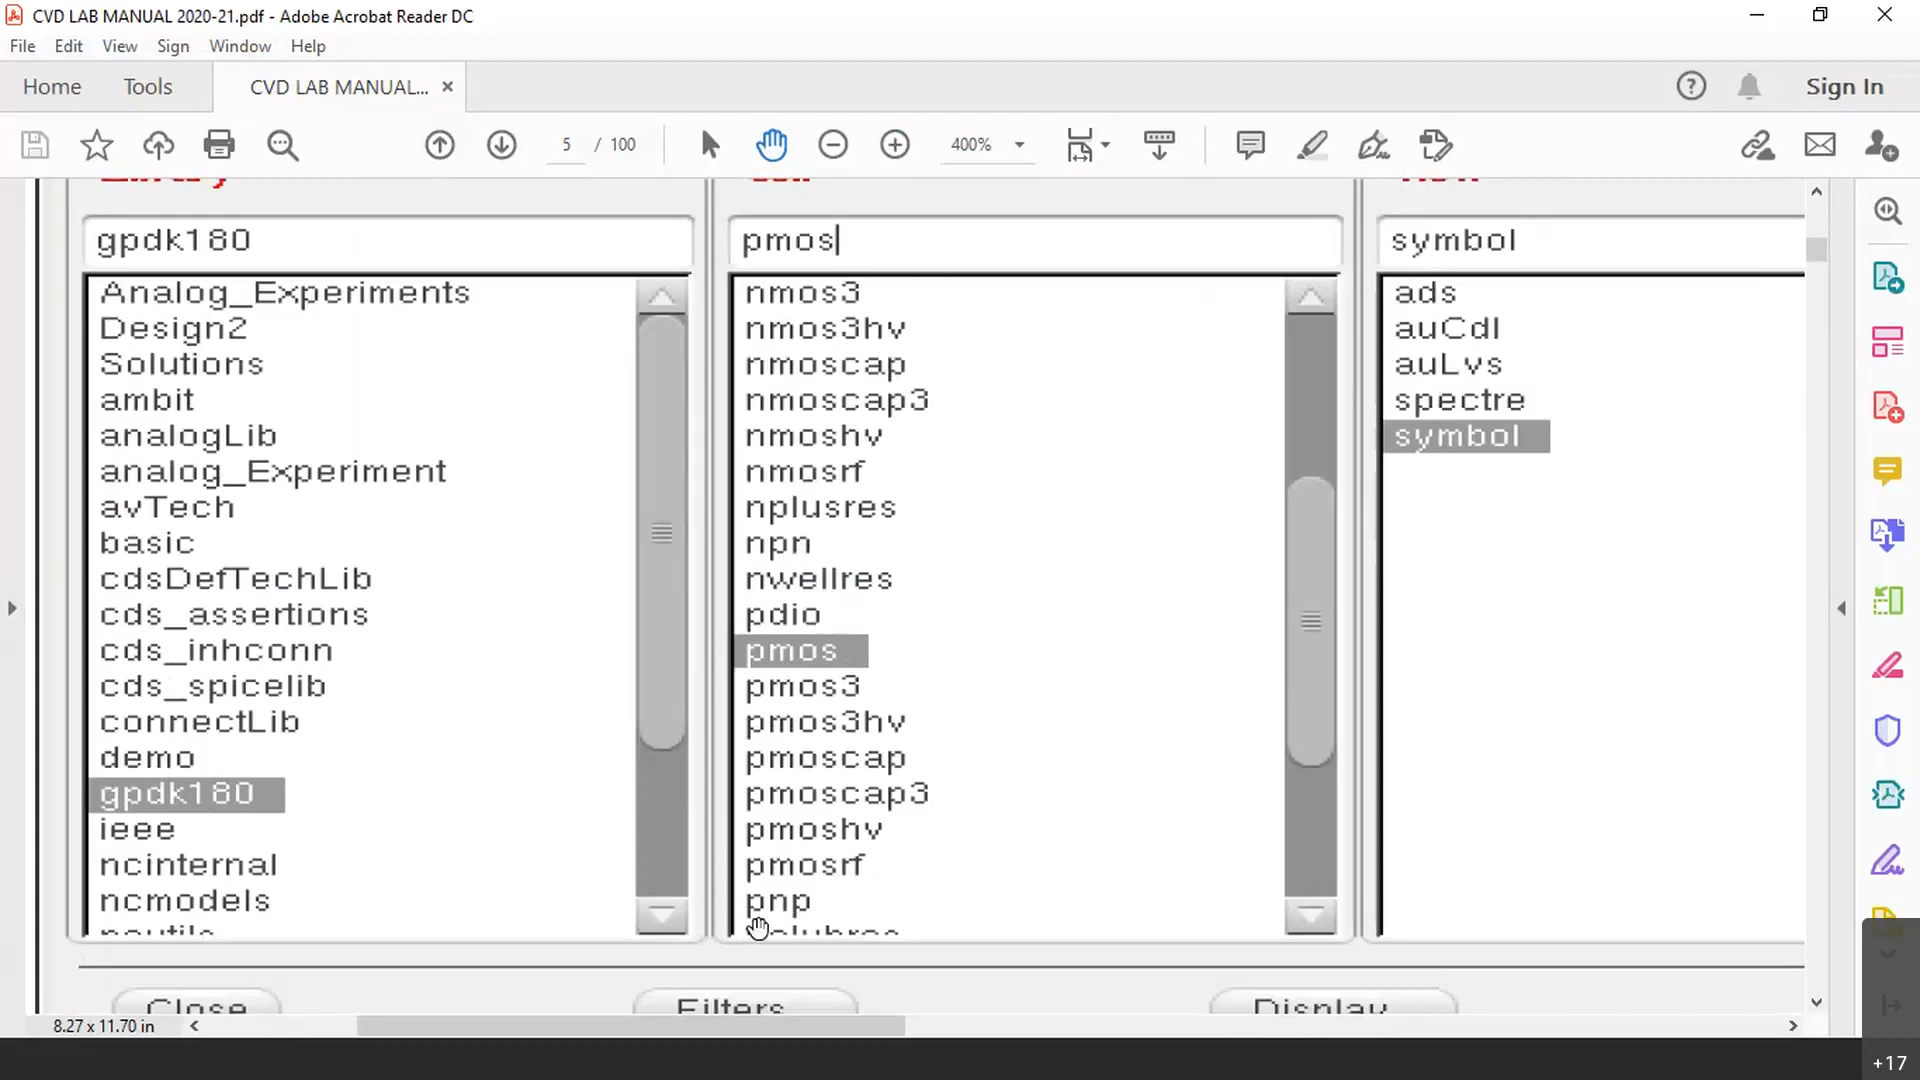 CVD LAB MANUAL 2020-21.pdf - Adobe Acrobat Reader DC
File Edit View Sign Window Help
Home Tools CVD LAB MANUAL... × Sign In
5 / 100 400%
gpdk180
Analog_Experiments
Design2
Solutions
ambit
analogLib
analog_Experiment
avTech
basic
cdsDefTechLib
cds_assertions
cds_inhconn
cds_spicelib
connectLib
demo
gpdk180
ieee
ncinternal
ncmodels
pmos
nmos3
nmos3hv
nmoscap
nmoscap3
nmoshv
nmosrf
nplusres
npn
nwellres
pdio
pmos
pmos3
pmos3hv
pmoscap
pmoscap3
pmoshv
pmosrf
pnp
symbol
ads
auCdl
auLvs
spectre
symbol
Close Filters Display
8.27 x 11.70 in
+17